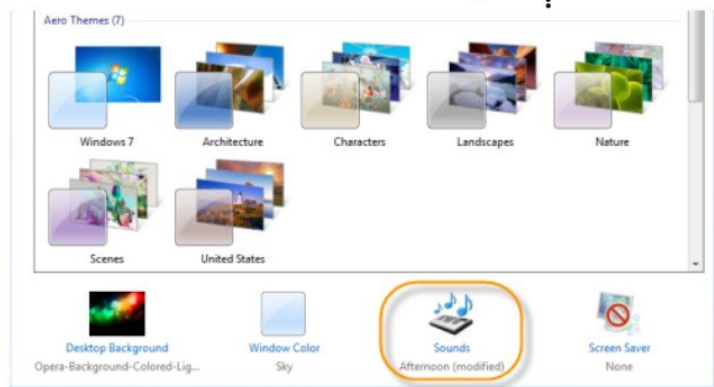 Aero Themes (7)
Windows 7
Architecture
Characters
Landscapes
Nature
Scenes
United States
Desktop Background
Opera-Background-Colored-Lig...
Window Color
Sky
Sounds
Afternoon (modified)
Screen Saver
None